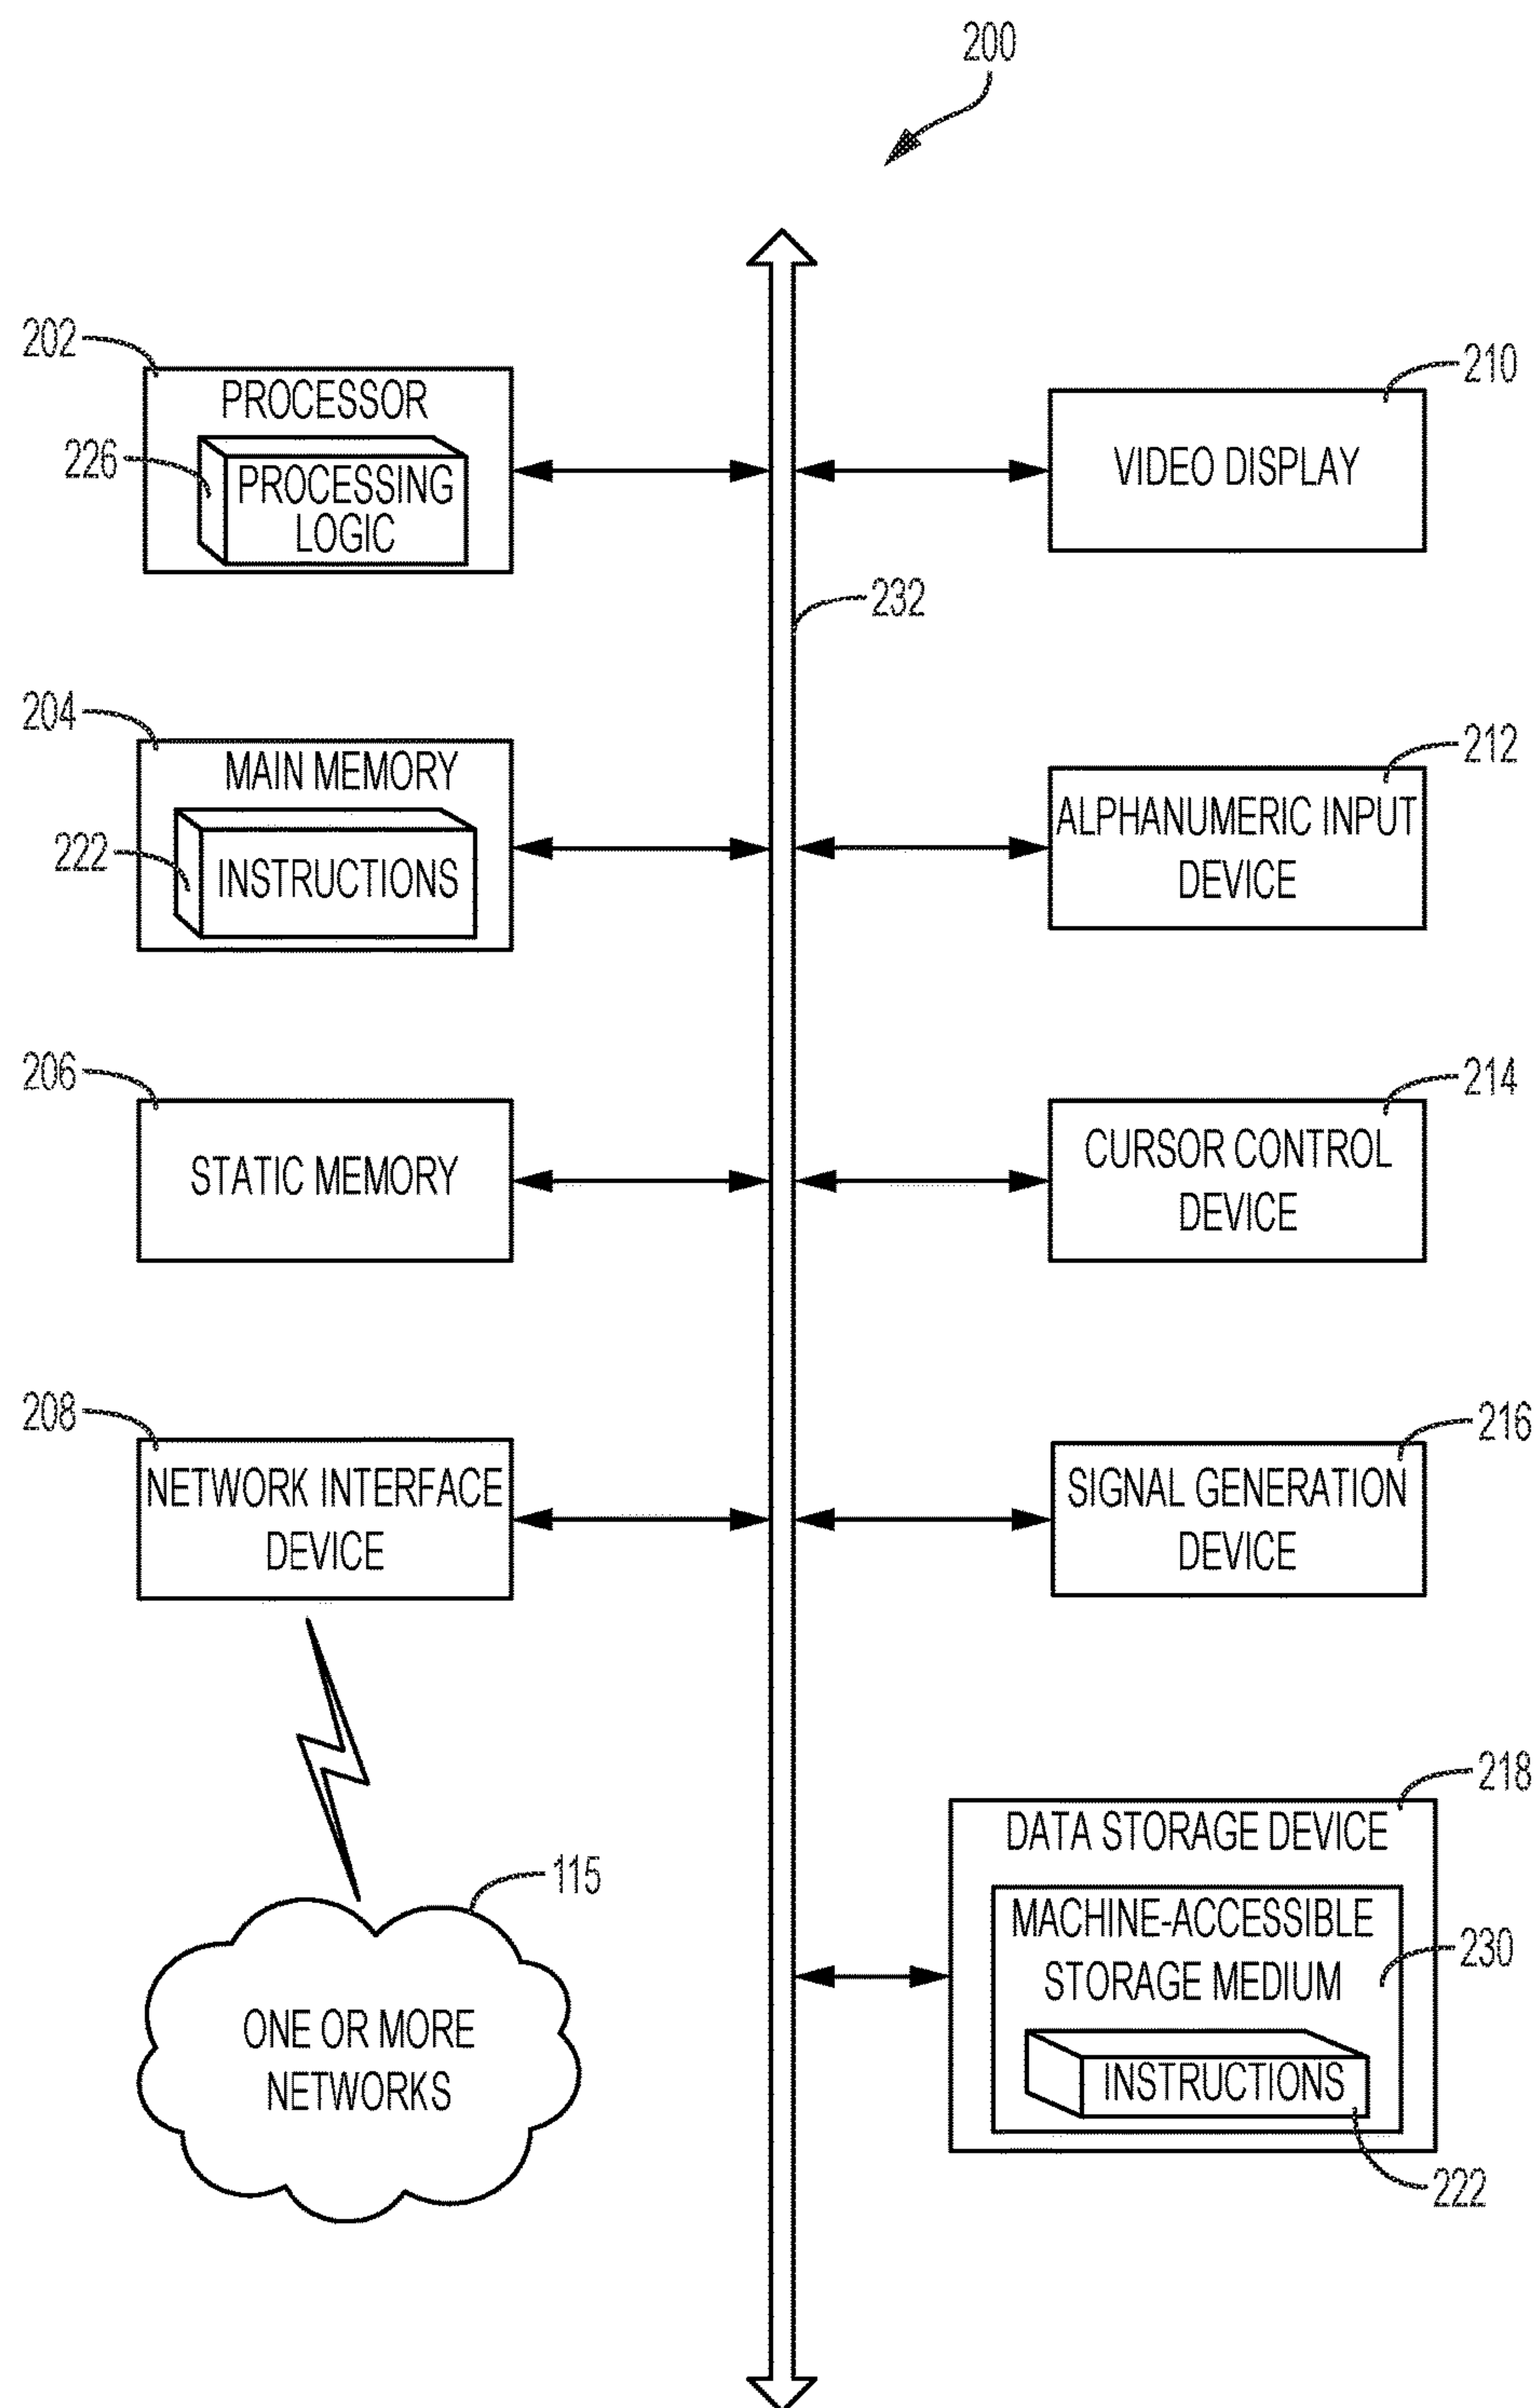 200
202
PROCESSOR
226
PROCESSING
LOGIC
210
VIDEO DISPLAY
232
204
MAIN MEMORY
222
INSTRUCTIONS
212
ALPHANUMERIC INPUT
DEVICE
206
STATIC MEMORY
214
CURSOR CONTROL
DEVICE
208
NETWORK INTERFACE
DEVICE
216
SIGNAL GENERATION
DEVICE
115
ONE OR MORE
NETWORKS
218
DATA STORAGE DEVICE
MACHINE-ACCESSIBLE
STORAGE MEDIUM
230
INSTRUCTIONS
222